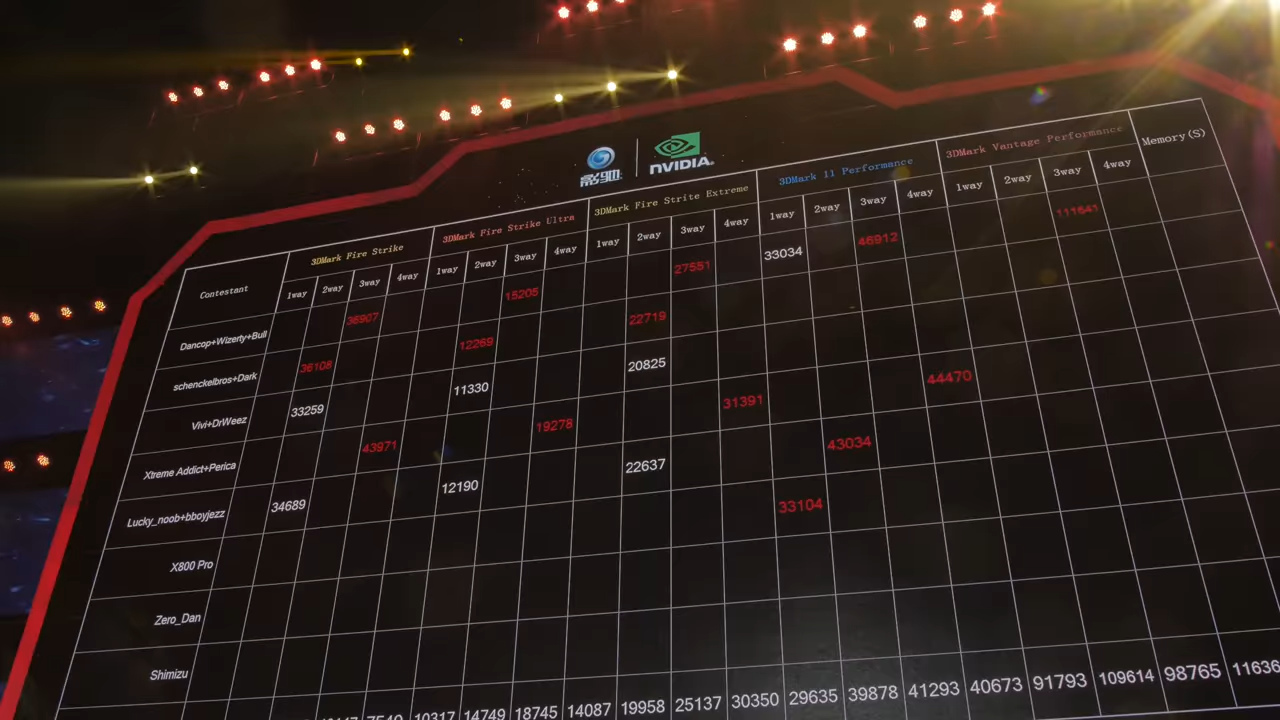 影驰 NVIDIA.
Contestant 3DMark Fire Strike 3DMark Fire Strike Ultra 3DMark Fire Strite Extreme 3DMark 11 Performance 3DMark Vantage Performance Memory(S)
1way 2way 3way 4way 1way 2way 3way 4way 1way 2way 3way 4way 1way 2way 3way 4way 1way 2way 3way 4way
Dancop+Wizerty+Bull 36907 15205 27551 33034 46912 111641
schenckelbros+Dark 36108 12269 22719
Vivi+DrWeez 33259 11330 20825
Xtreme Addict+Perica 43971 19278 31391 44470
Lucky_noob+bboyjezz 34689 12190 22637 43034
X800 Pro 33104
Zero_Dan
Shimizu
10317 14749 18745 14087 19958 25137 30350 29635 39878 41293 40673 91793 109614 98765 11636